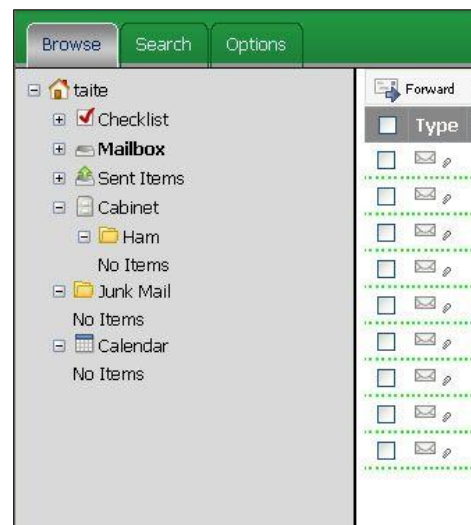 Browse Search Options
taite
Forward
Checklist
Type
Mailbox
Sent Items
Cabinet
Ham
No Items
Junk Mail
No Items
Calendar
No Items